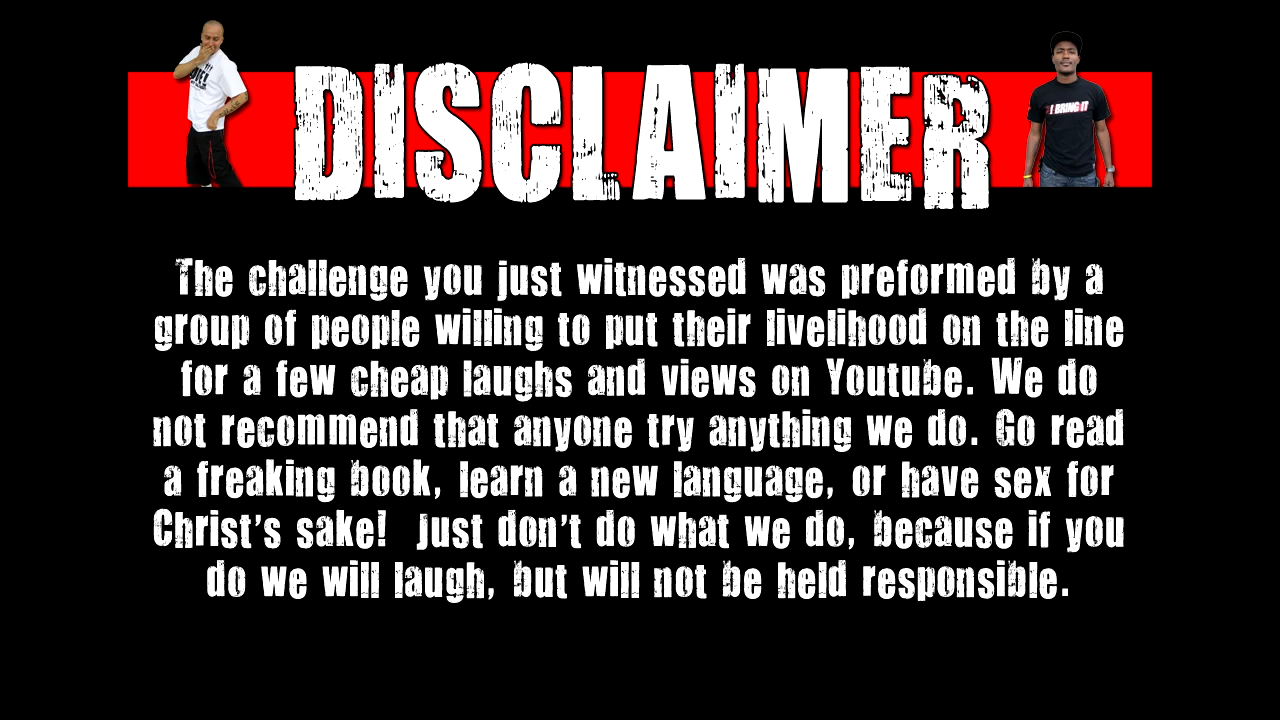 DISCLAIMER
! BRING IT
The challenge you just witnessed was preformed by a
group of people willing to put their livelihood on the line
for a few cheap laughs and views on Youtube. We do
not recommend that anyone try anything we do. Go read
a freaking book, learn a new language, or have sex for
Christ's sake!  Just don't do what we do, because if you
do we will laugh, but will not be held responsible.